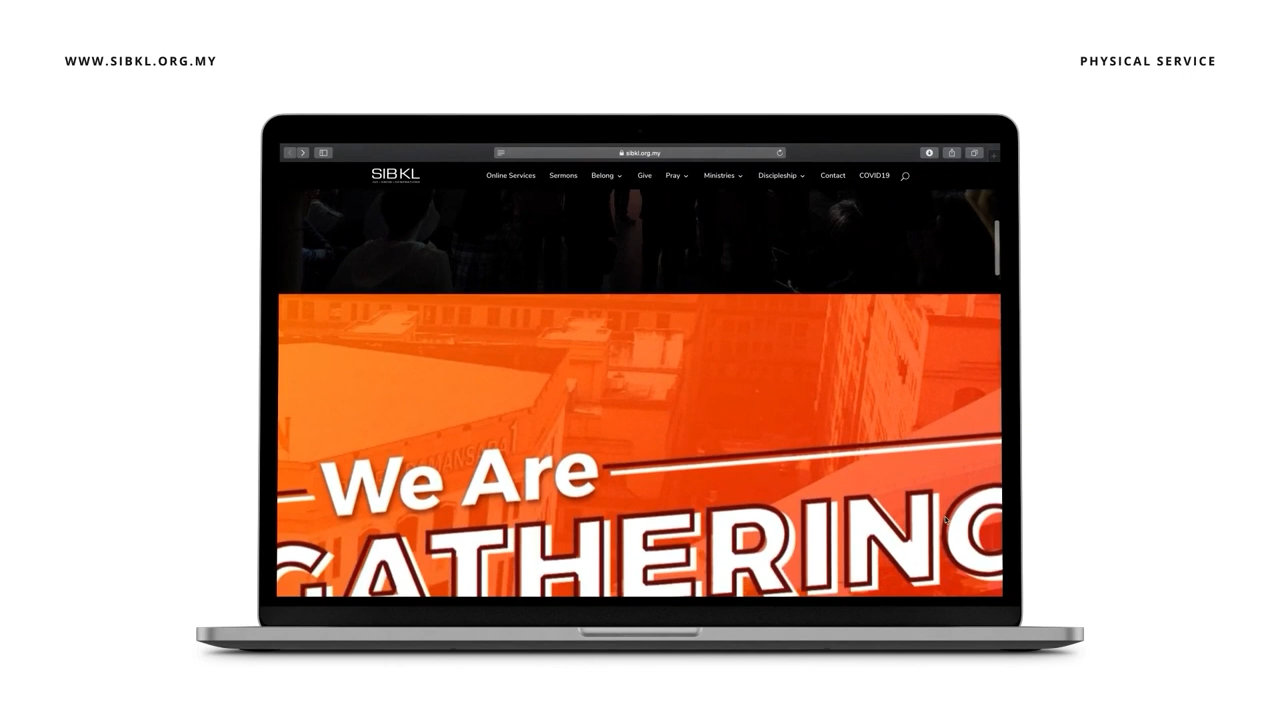 WWW.SIBKL.ORG.MY
PHYSICAL SERVICE
sibkl.org.my
SIBKL
Online Services Sermons Belong Give Pray Ministries Discipleship Contact COVID19
We Are
GATHERING